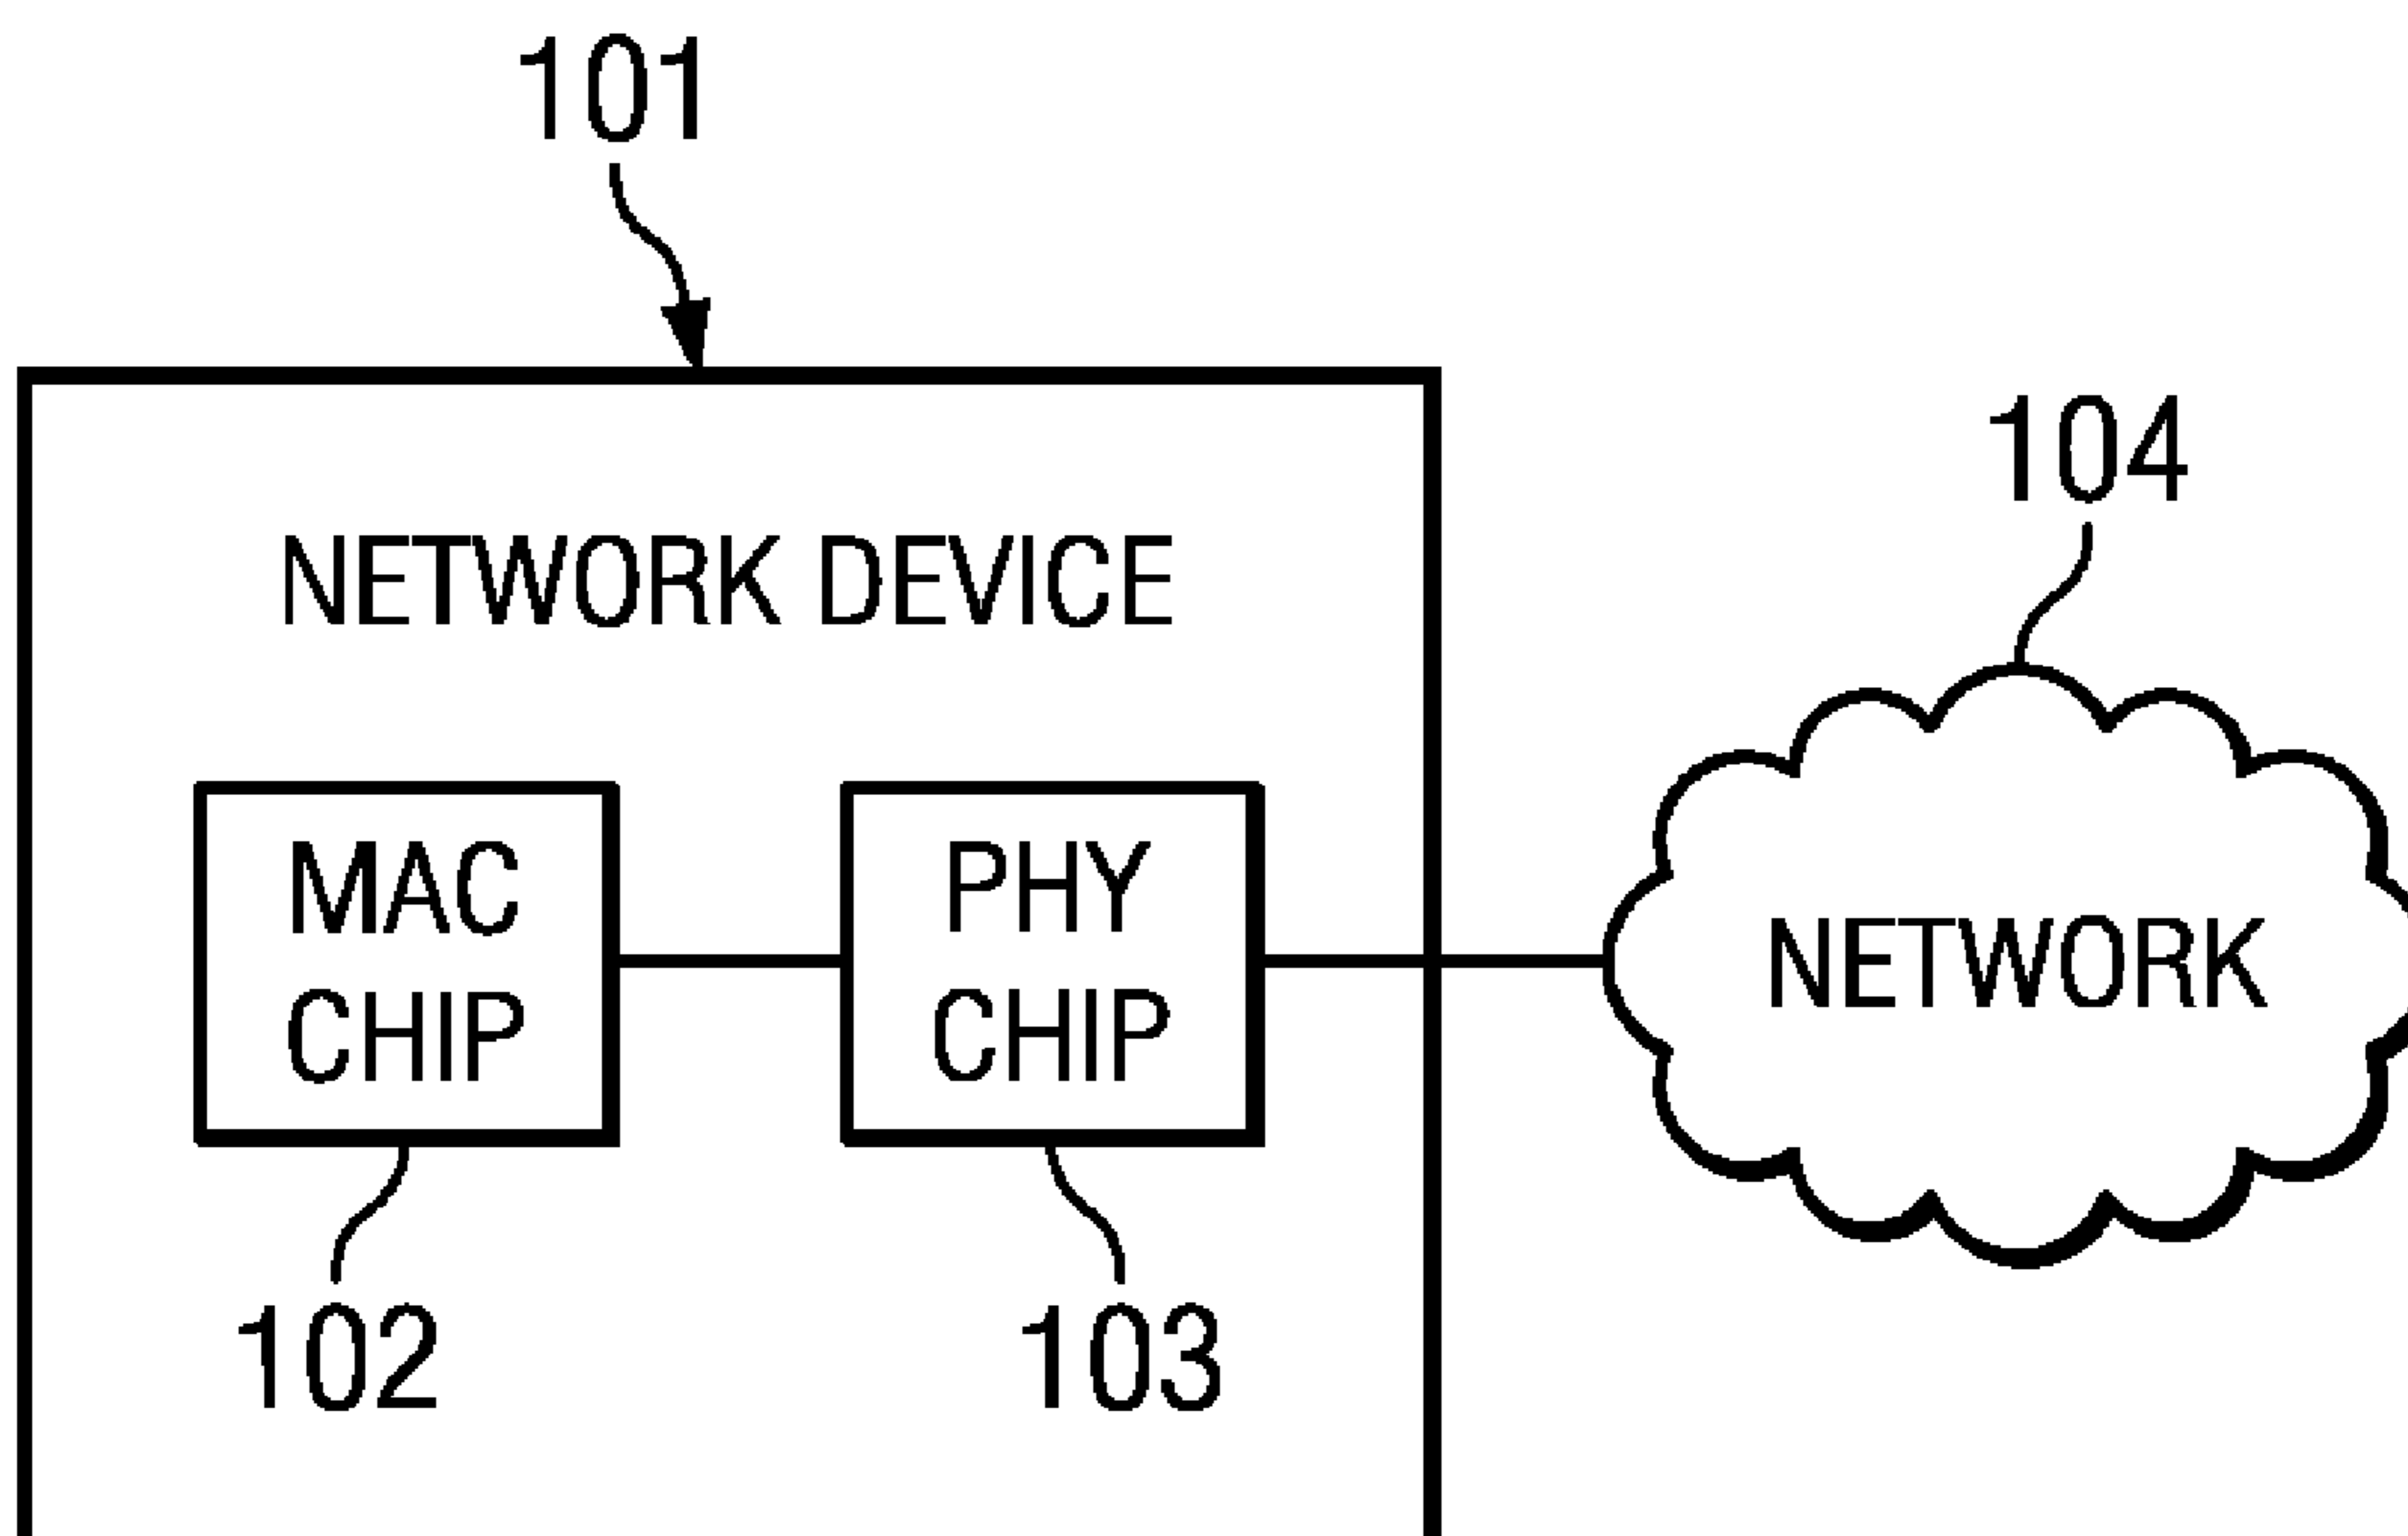 101
104
NETWORK DEVICE
MAC
CHIP
PHY
CHIP
NETWORK
102
103